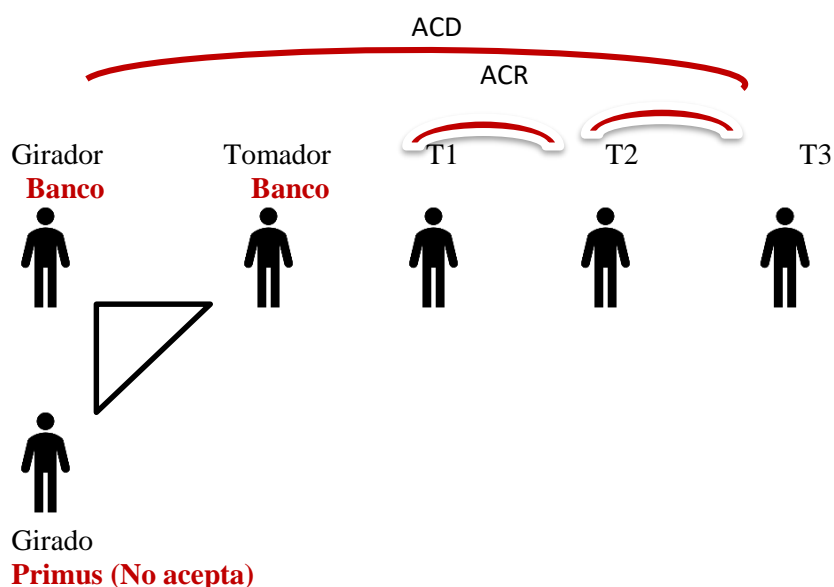 ACD
ACR
Girador Tomador T1 T2 T3
Banco Banco
Girado
Primus (No acepta)